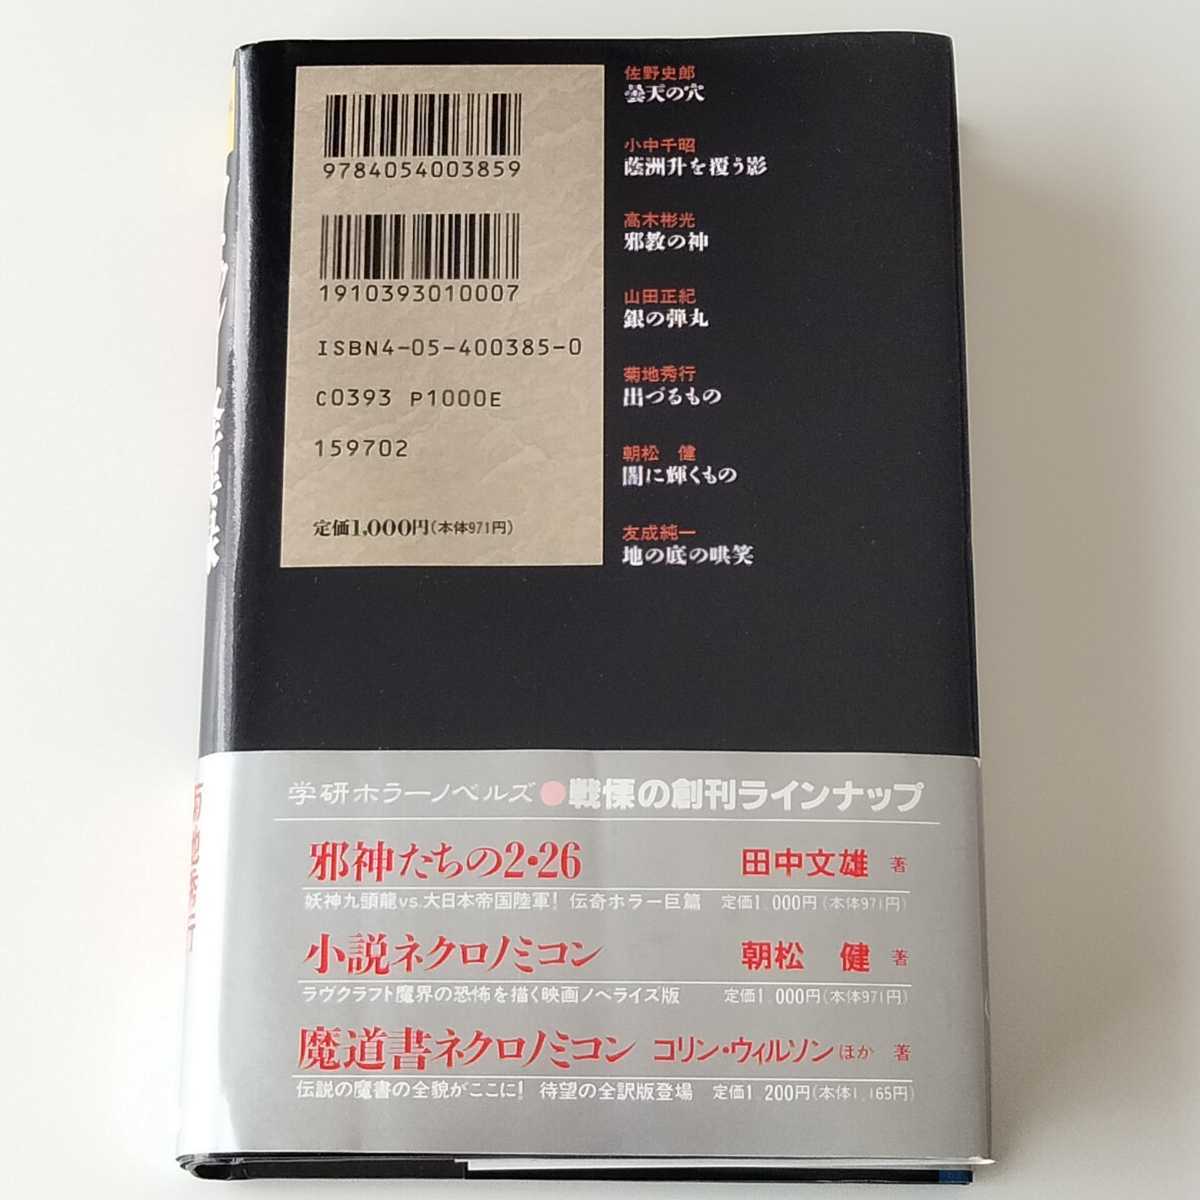 9784054003859
1910393010007
ISBN4-05-400385-0
C0393 P1000E
159702
定価1,000円(本体971円)
佐野史郎
曇天の穴
小中千昭
蔭洲升を覆う影
高木彬光
邪教の神
山田正紀
銀の弾丸
菊地秀行
出づるもの
朝松 健
闇に輝くもの
友成純一
地の底の哄笑
学研ホラーノベルズ●戦慄の創刊ラインナップ
邪神たちの2・26 田中文雄 著
妖神九頭龍vs.大日本帝国陸軍! 伝奇ホラー巨篇 定価1,000円(本体971円)
小説ネクロノミコン 朝松 健 著
ラヴクラフト魔界の恐怖を描く映画ノベライズ版 定価1,000円(本体971円)
魔道書ネクロノミコン コリン・ウィルソンほか 著
伝説の魔書の全貌がここに! 待望の全訳版登場 定価1,200円(本体1,165円)